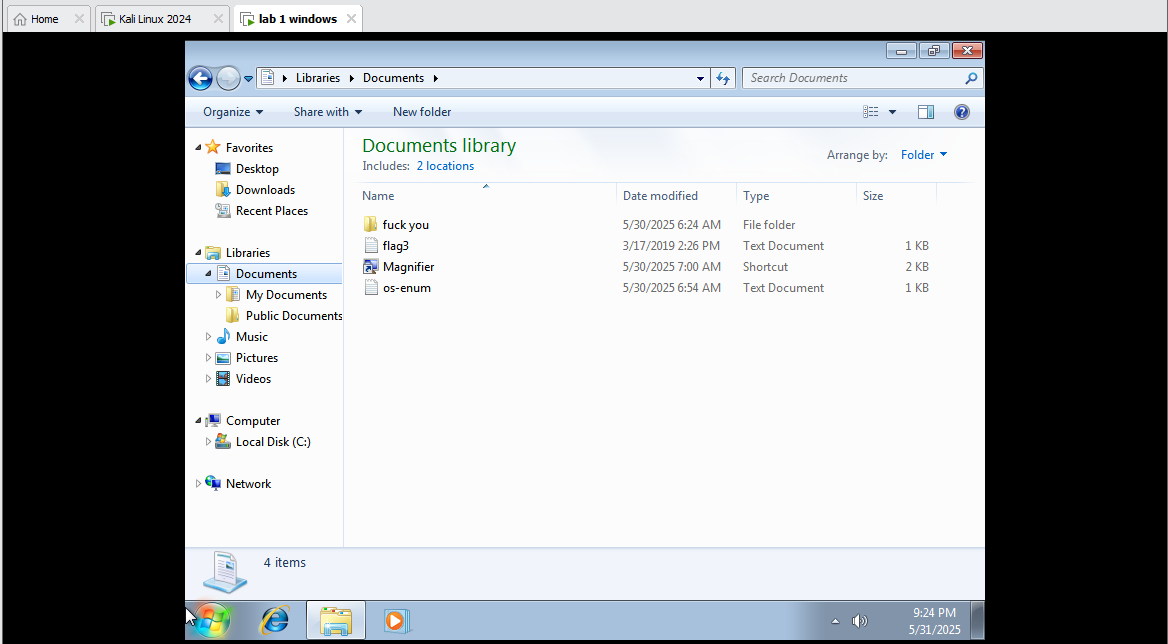 Home
Kali Linux 2024
lab 1 windows
Libraries
Documents
Search Documents
Organize
Share with
New folder
Favorites
Desktop
Downloads
Recent Places
Libraries
Documents
My Documents
Public Documents
Music
Pictures
Videos
Computer
Local Disk (C:)
Network
Documents library
Includes: 2 locations
Arrange by: Folder
Name Date modified Type Size
fuck you 5/30/2025 6:24 AM File folder
flag3 3/17/2019 2:26 PM Text Document 1 KB
Magnifier 5/30/2025 7:00 AM Shortcut 2 KB
os-enum 5/30/2025 6:54 AM Text Document 1 KB
4 items
9:24 PM
5/31/2025